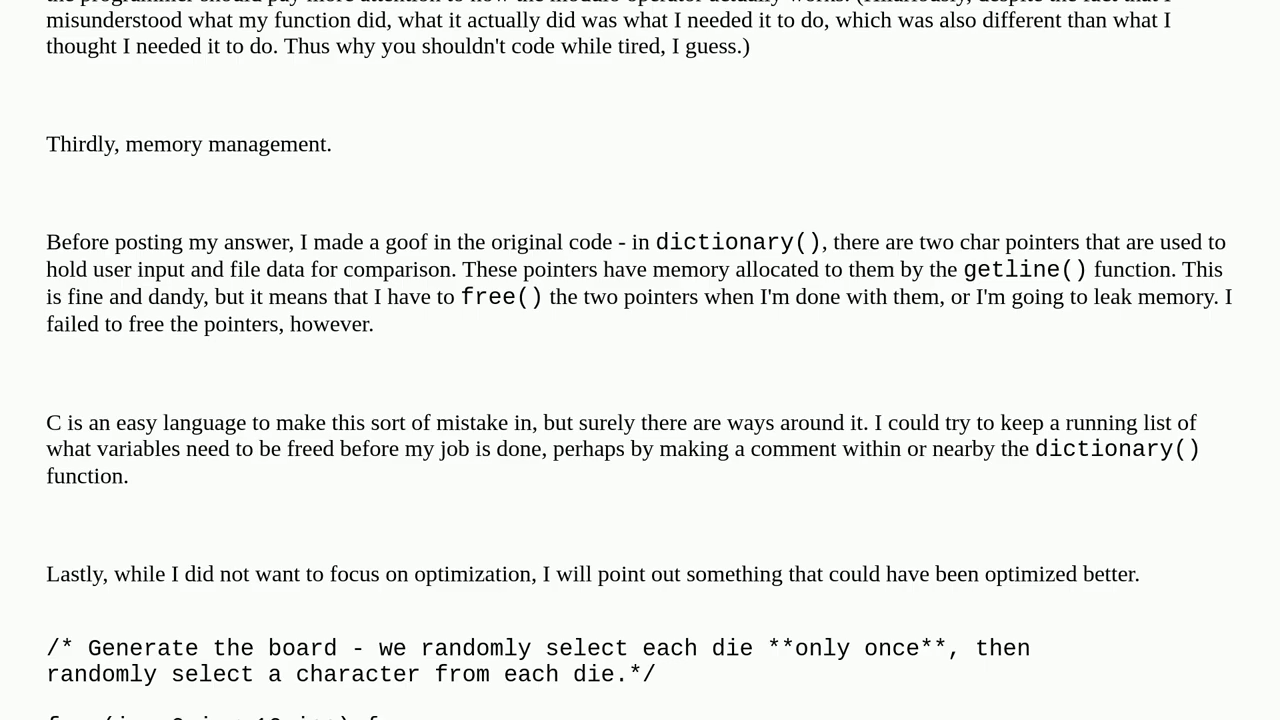 misunderstood what my function did, what it actually did was what I needed it to do, which was also different than what I
thought I needed it to do. Thus why you shouldn't code while tired, I guess.)
Thirdly, memory management.
Before posting my answer, I made a goof in the original code - in dictionary(), there are two char pointers that are used to
hold user input and file data for comparison. These pointers have memory allocated to them by the getline() function. This
is fine and dandy, but it means that I have to free() the two pointers when I'm done with them, or I'm going to leak memory. I
failed to free the pointers, however.
C is an easy language to make this sort of mistake in, but surely there are ways around it. I could try to keep a running list of
what variables need to be freed before my job is done, perhaps by making a comment within or nearby the dictionary()
function.
Lastly, while I did not want to focus on optimization, I will point out something that could have been optimized better.
/* Generate the board - we randomly select each die **only once**, then
randomly select a character from each die.*/